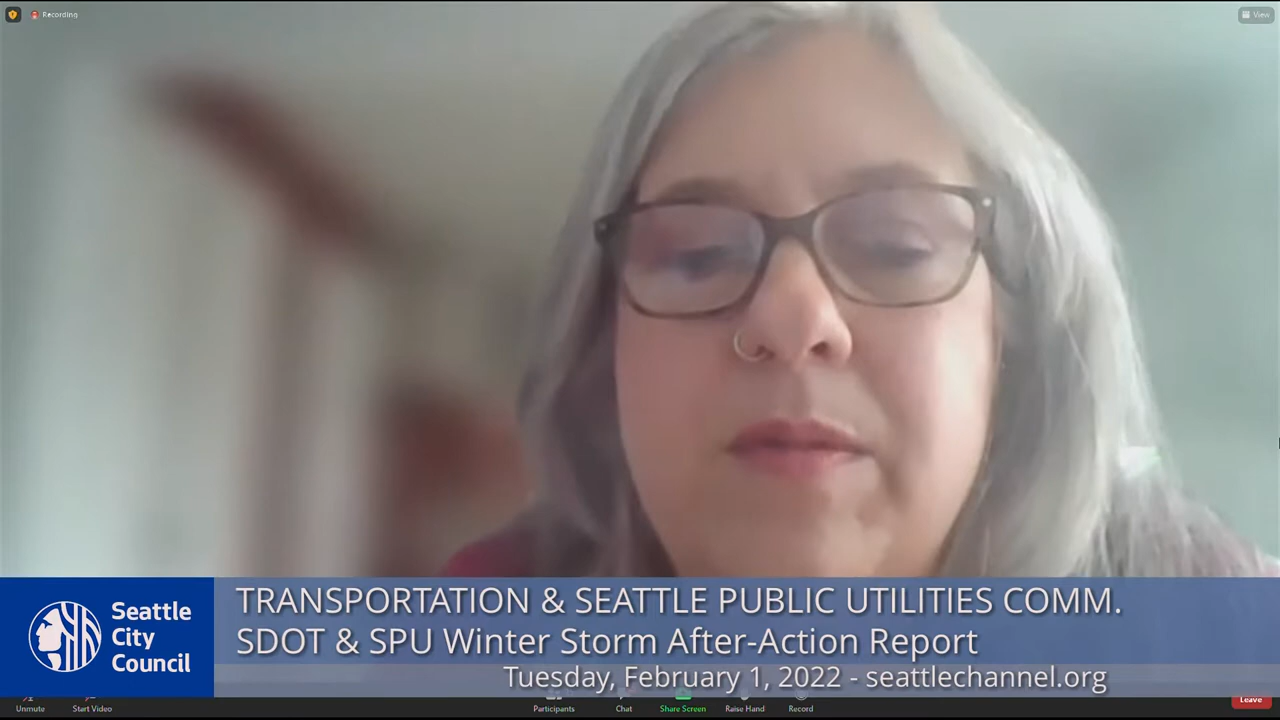 Recording
View
TRANSPORTATION & SEATTLE PUBLIC UTILITIES COMM.
SDOT & SPU Winter Storm After-Action Report
Tuesday, February 1, 2022 - seattlechannel.org
Seattle
City
Council
Unmute
Start Video
Participants
Chat
Share Screen
Raise Hand
Record
Leave